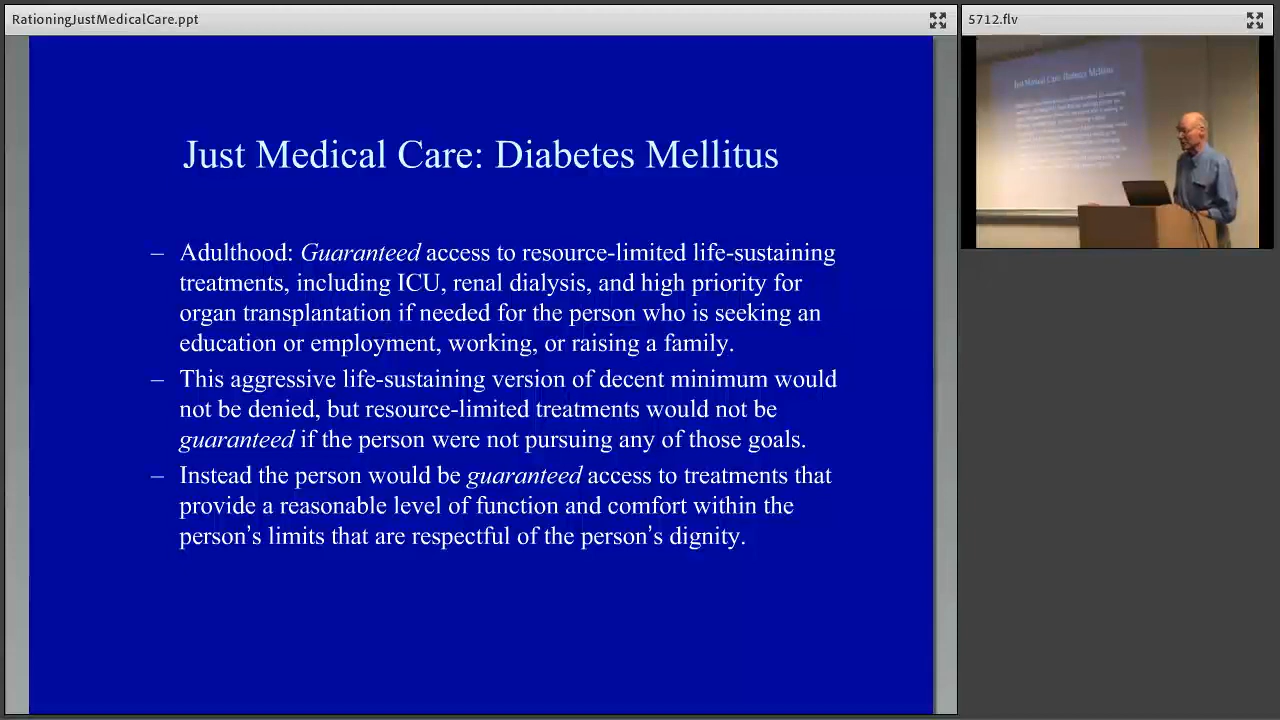 RationingJustMedicalCare.ppt
5712.flv
Just Medical Care: Diabetes Mellitus
– Adulthood: Guaranteed access to resource-limited life-sustaining
treatments, including ICU, renal dialysis, and high priority for
organ transplantation if needed for the person who is seeking an
education or employment, working, or raising a family.
– This aggressive life-sustaining version of decent minimum would
not be denied, but resource-limited treatments would not be
guaranteed if the person were not pursuing any of those goals.
– Instead the person would be guaranteed access to treatments that
provide a reasonable level of function and comfort within the
person’s limits that are respectful of the person’s dignity.
Just Medical Care: Diabetes Mellitus